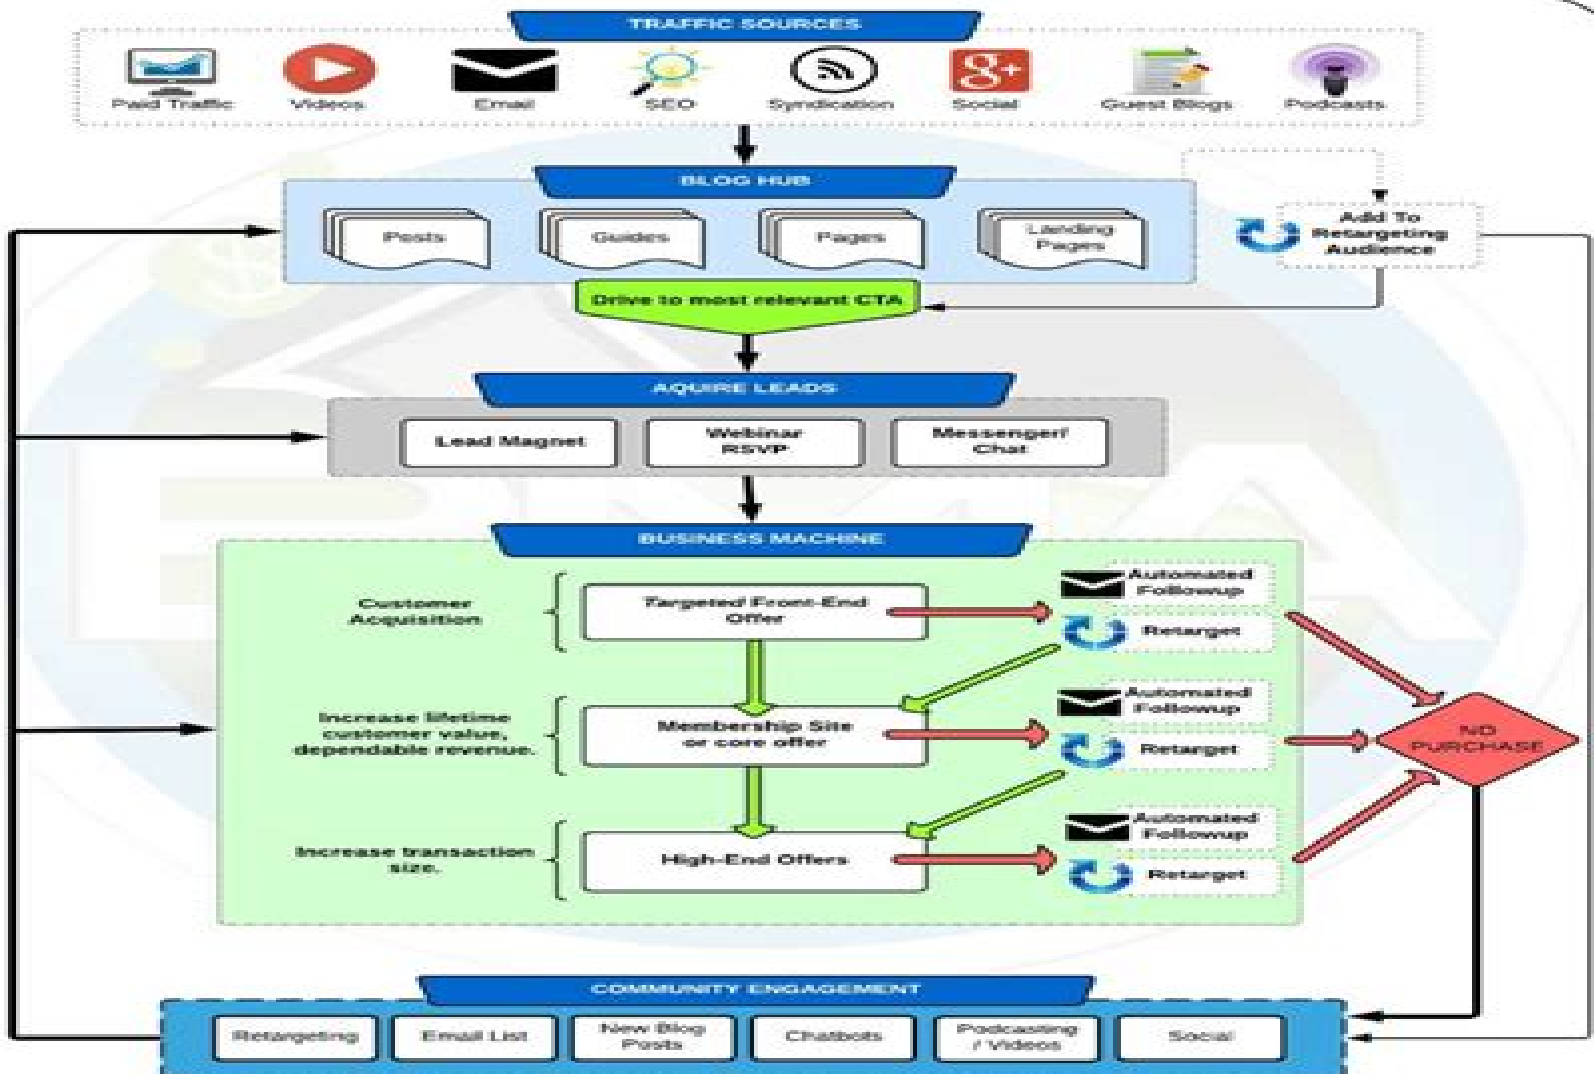 TRAFFIC SOURCES
Paid Traffic
Videos
Email
SEO
Syndication
Social
Guest Blogs
Podcasts
g+
BLOG HUB
Posts
Guides
Pages
Landing
Pages
Add To
Retargeting
Audience
Drive to most relevant CTA
AQUIRE LEADS
Lead Magnet
Webinar
RSVP
Messenger/
Chat
BUSINESS MACHINE
Customer
Acquisition
Targeted Front-End
Offer
Automated
Followup
Retarget
Increase lifetime
customer value,
dependable revenue.
Membership Site
or core offer
Automated
Followup
Retarget
NO
PURCHASE
Increase transaction
size.
High-End Offers
Automated
Followup
Retarget
COMMUNITY ENGAGEMENT
Retargeting
Email List
New Blog
Posts
Chatbots
Podcasting
/ Videos
Social